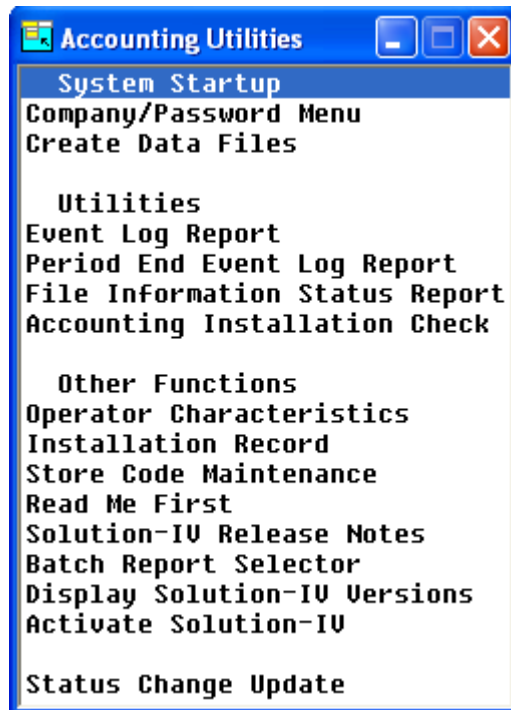 Accounting Utilities
System Startup
Company/Password Menu
Create Data Files
Utilities
Event Log Report
Period End Event Log Report
File Information Status Report
Accounting Installation Check
Other Functions
Operator Characteristics
Installation Record
Store Code Maintenance
Read Me First
Solution-IV Release Notes
Batch Report Selector
Display Solution-IV Versions
Activate Solution-IV
Status Change Update